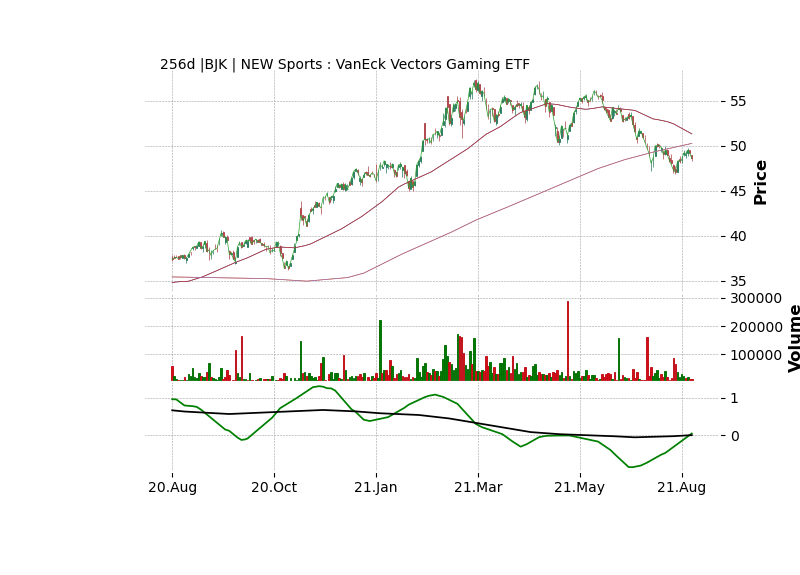 256d |BJK | NEW Sports : VanEck Vectors Gaming ETF
55
50
45
40
35
Price
300000
200000
100000
Volume
1
0
20.Aug 20.Oct 21.Jan 21.Mar 21.May 21.Aug